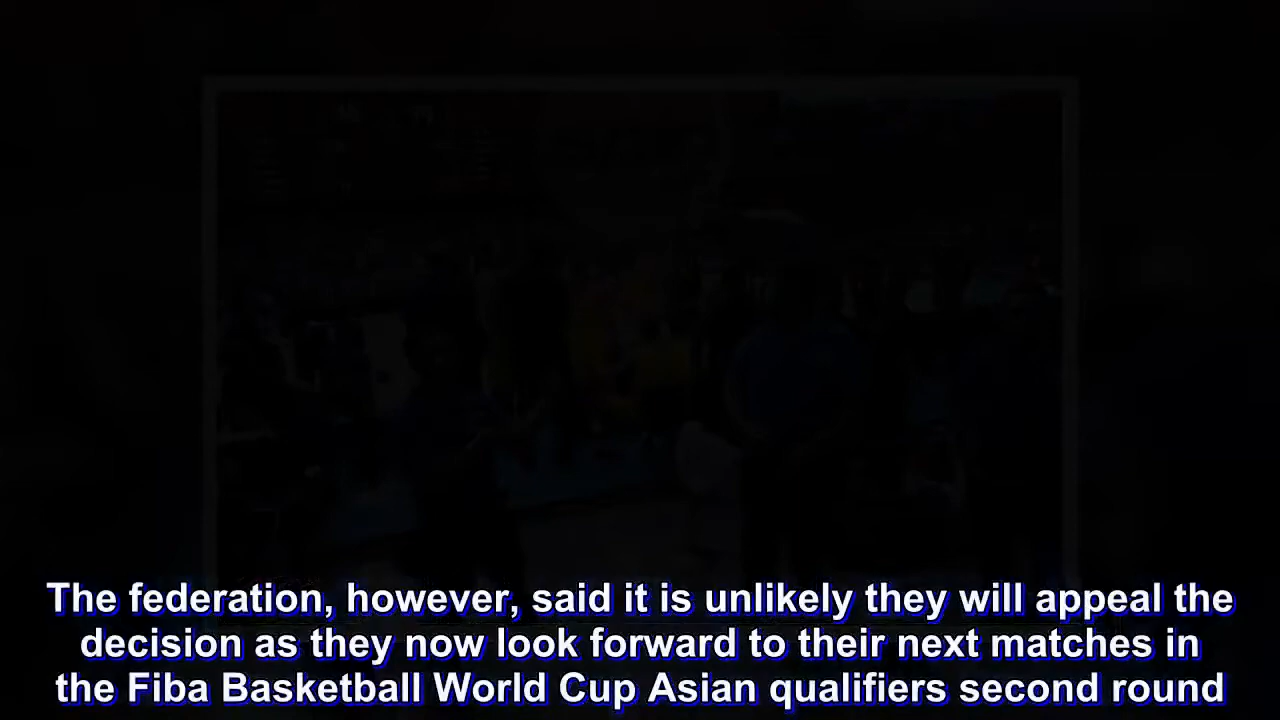 The federation, however, said it is unlikely they will appeal the
decision as they now look forward to their next matches in
the Fiba Basketball World Cup Asian qualifiers second round